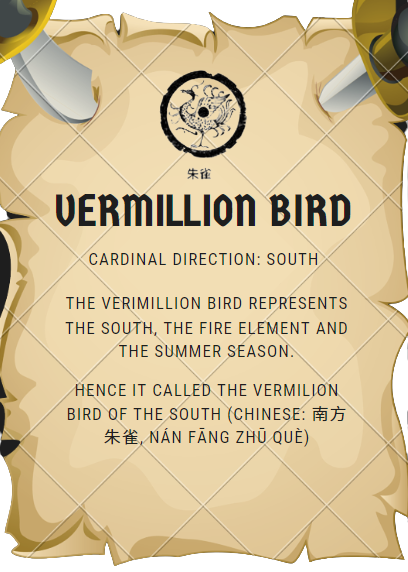 朱雀
VERMILLION BIRD
CARDINAL DIRECTION: SOUTH
THE VERIMILLION BIRD REPRESENTS
THE SOUTH, THE FIRE ELEMENT AND
THE SUMMER SEASON.
HENCE IT CALLED THE VERMILION
BIRD OF THE SOUTH (CHINESE: 南方
朱雀, NÁN FĀNG ZHŪ QUÈ)